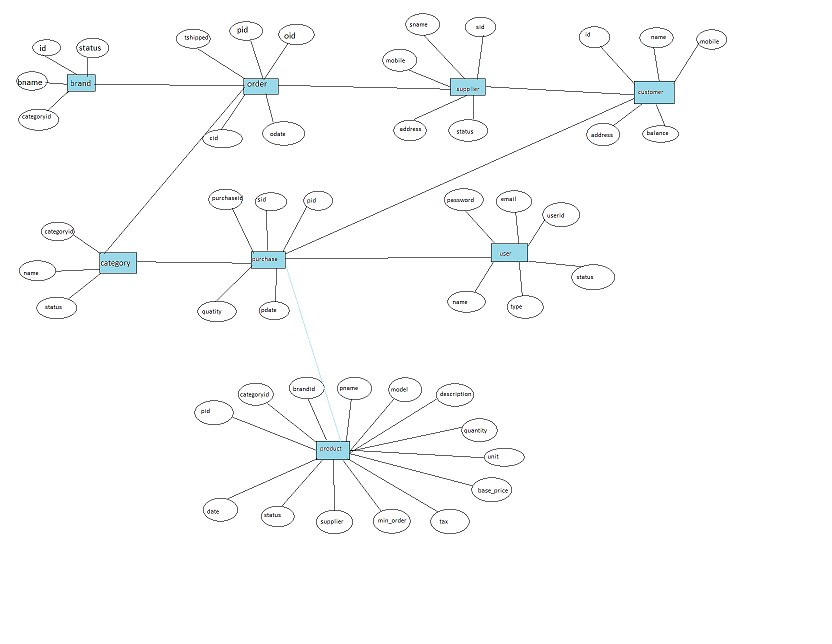 sname
sid
pid
oid
tshipped
id
name
mobile
id
status
mobile
bname
brand
order
supplier
customer
categoryid
cid
odate
address
status
address
balance
purchaseid
sid
pid
password
email
userid
categoryid
name
category
purchase
user
status
status
quatity
pdate
name
type
pid
categoryid
brandid
pname
model
description
quantity
product
unit
base_price
date
status
supplier
min_order
tax